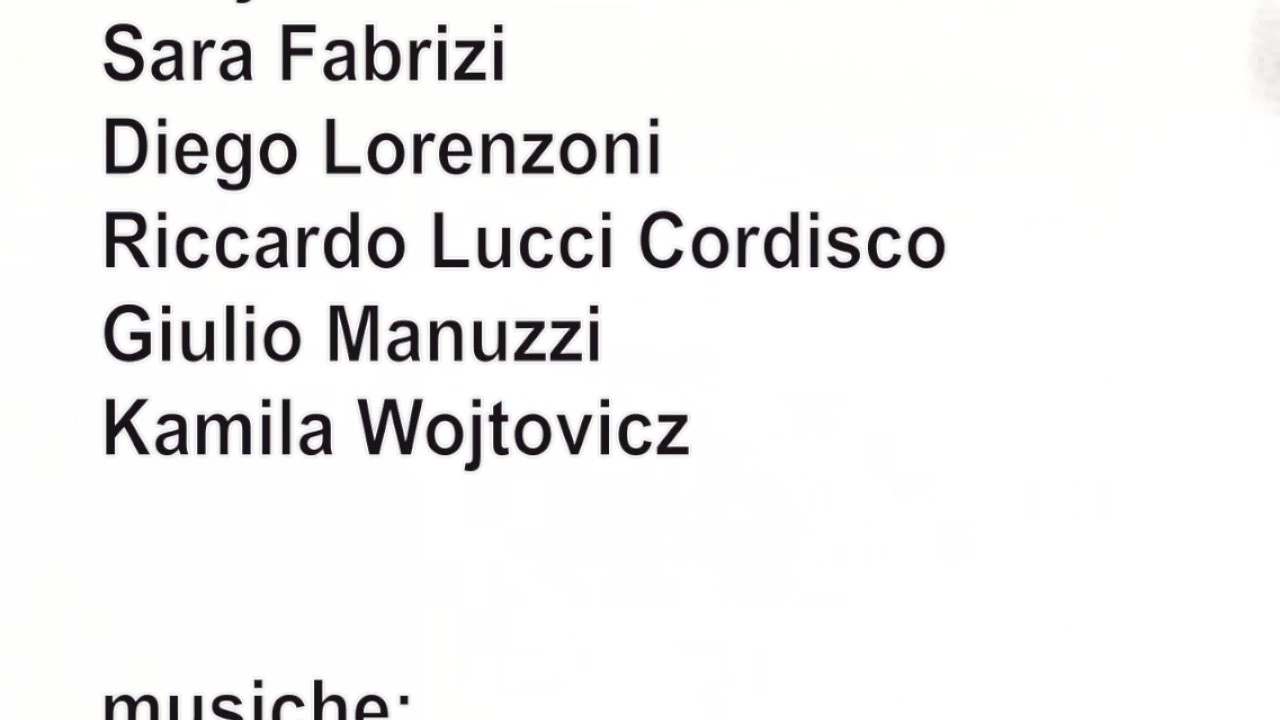 Sara Fabrizi
Diego Lorenzoni
Riccardo Lucci Cordisco
Giulio Manuzzi
Kamila Wojtovicz
musiche: